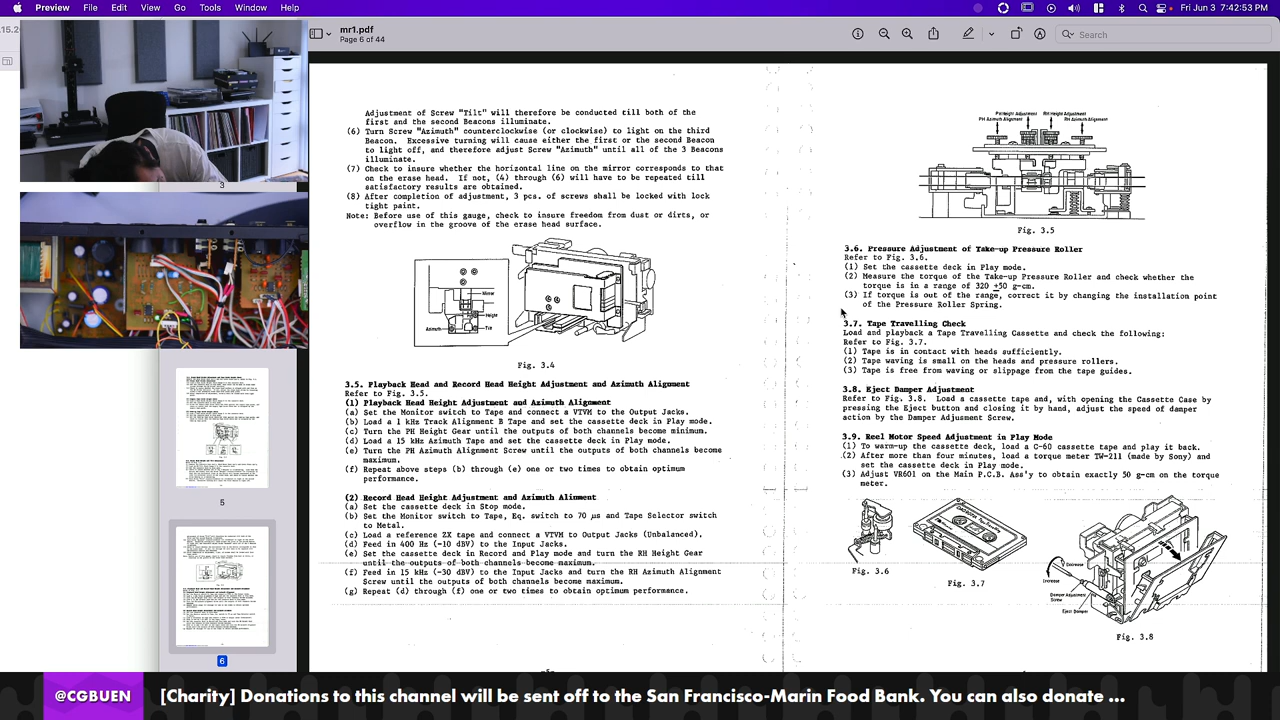 Preview File Edit View Go Tools Window Help
Fri Jun 3 7:42:53 PM
mr1.pdf
Page 6 of 44
Search
3
5
6
Adjustment of Screw "Tilt" will therefore be conducted till both of the
first and the second Beacons illuminate.
(6) Turn Screw "Azimuth" counterclockwise (or clockwise) to light on the third
Beacon. Excessive turning will cause either the first or the second Beacon
to light off, and therefore adjust Screw "Azimuth" until all of the 3 Beacons
illuminate.
(7) Check to insure whether the horizontal line on the mirror corresponds to that
on the erase head. If not, (4) through (6) will have to be repeated till
satisfactory results are obtained.
(8) After completion of adjustment, 3 pcs. of screws shall be locked with lock
tight paint.
Note: Before use of this gauge, check to insure freedom from dust or dirts, or
overflow in the groove of the erase head surface.
Mirror
Height
Azimuth
Tilt
Fig. 3.4
3.5. Playback Head and Record Head Height Adjustment and Azimuth Alignment
Refer to Fig. 3.5.
(1) Playback Head Height Adjustment and Azimuth Alignment
(a) Set the Monitor switch to Tape and connect a VTVM to the Output Jacks.
(b) Load a 1 kHz Track Alignment B Tape and set the cassette deck in Play mode.
(c) Turn the PH Height Gear until the outputs of both channels become minimum.
(d) Load a 15 kHz Azimuth Tape and set the cassette deck in Play mode.
(e) Turn the PH Azimuth Alignment Screw until the outputs of both channels become
maximum.
(f) Repeat above steps (b) through (e) one or two times to obtain optimum
performance.
(2) Record Head Height Adjustment and Azimuth Alinment
(a) Set the cassette deck in Stop mode.
(b) Set the Monitor switch to Tape, Eq. switch to 70 µs and Tape Selector switch
to Metal.
(c) Load a reference ZX tape and connect a VTVM to Output Jacks (Unbalanced).
(d) Feed in 400 Hz (-10 dBV) to the Input Jacks.
(e) Set the cassette deck in Record and Play mode and turn the RH Height Gear
until the outputs of both channels become maximum.
(f) Feed in 15 kHz (-30 dBV) to the Input Jacks and turn the RH Azimuth Alignment
Screw until the outputs of both channels become maximum.
(g) Repeat (d) through (f) one or two times to obtain optimum performance.
PH Height Adjustment RH Height Adjustment
PH Azimuth Alignment RH Azimuth Alignment
Fig. 3.5
3.6. Pressure Adjustment of Take-up Pressure Roller
Refer to Fig. 3.6.
(1) Set the cassette deck in Play mode.
(2) Measure the torque of the Take-up Pressure Roller and check whether the
torque is in a range of 320 ±50 g-cm.
(3) If torque is out of the range, correct it by changing the installation point
of the Pressure Roller Spring.
3.7. Tape Travelling Check
Load and playback a Tape Travelling Cassette and check the following:
Refer to Fig. 3.7.
(1) Tape is in contact with heads sufficiently.
(2) Tape waving is small on the heads and pressure rollers.
(3) Tape is free from waving or slippage from the tape guides.
3.8. Eject Damper Adjustment
Refer to Fig. 3.8. Load a cassette tape and, with opening the Cassette Case by
pressing the Eject button and closing it by hand, adjust the speed of damper
action by the Damper Adjustment Screw.
3.9. Reel Motor Speed Adjustment in Play Mode
(1) To warm-up the cassette deck, load a C-60 cassette tape and play it back.
(2) After more than four minutes, load a torque meter TW-211 (made by Sony) and
set the cassette deck in Play mode.
(3) Adjust VR601 on the Main P.C.B. Ass'y to obtain exactly 50 g-cm on the torque
meter.
Fig. 3.6
Fig. 3.7
Decrease
Increase
Damper Adjustment
Screw
Eject Damper
Fig. 3.8
@CGBUEN
[Charity] Donations to this channel will be sent off to the San Francisco-Marin Food Bank. You can also donate ...